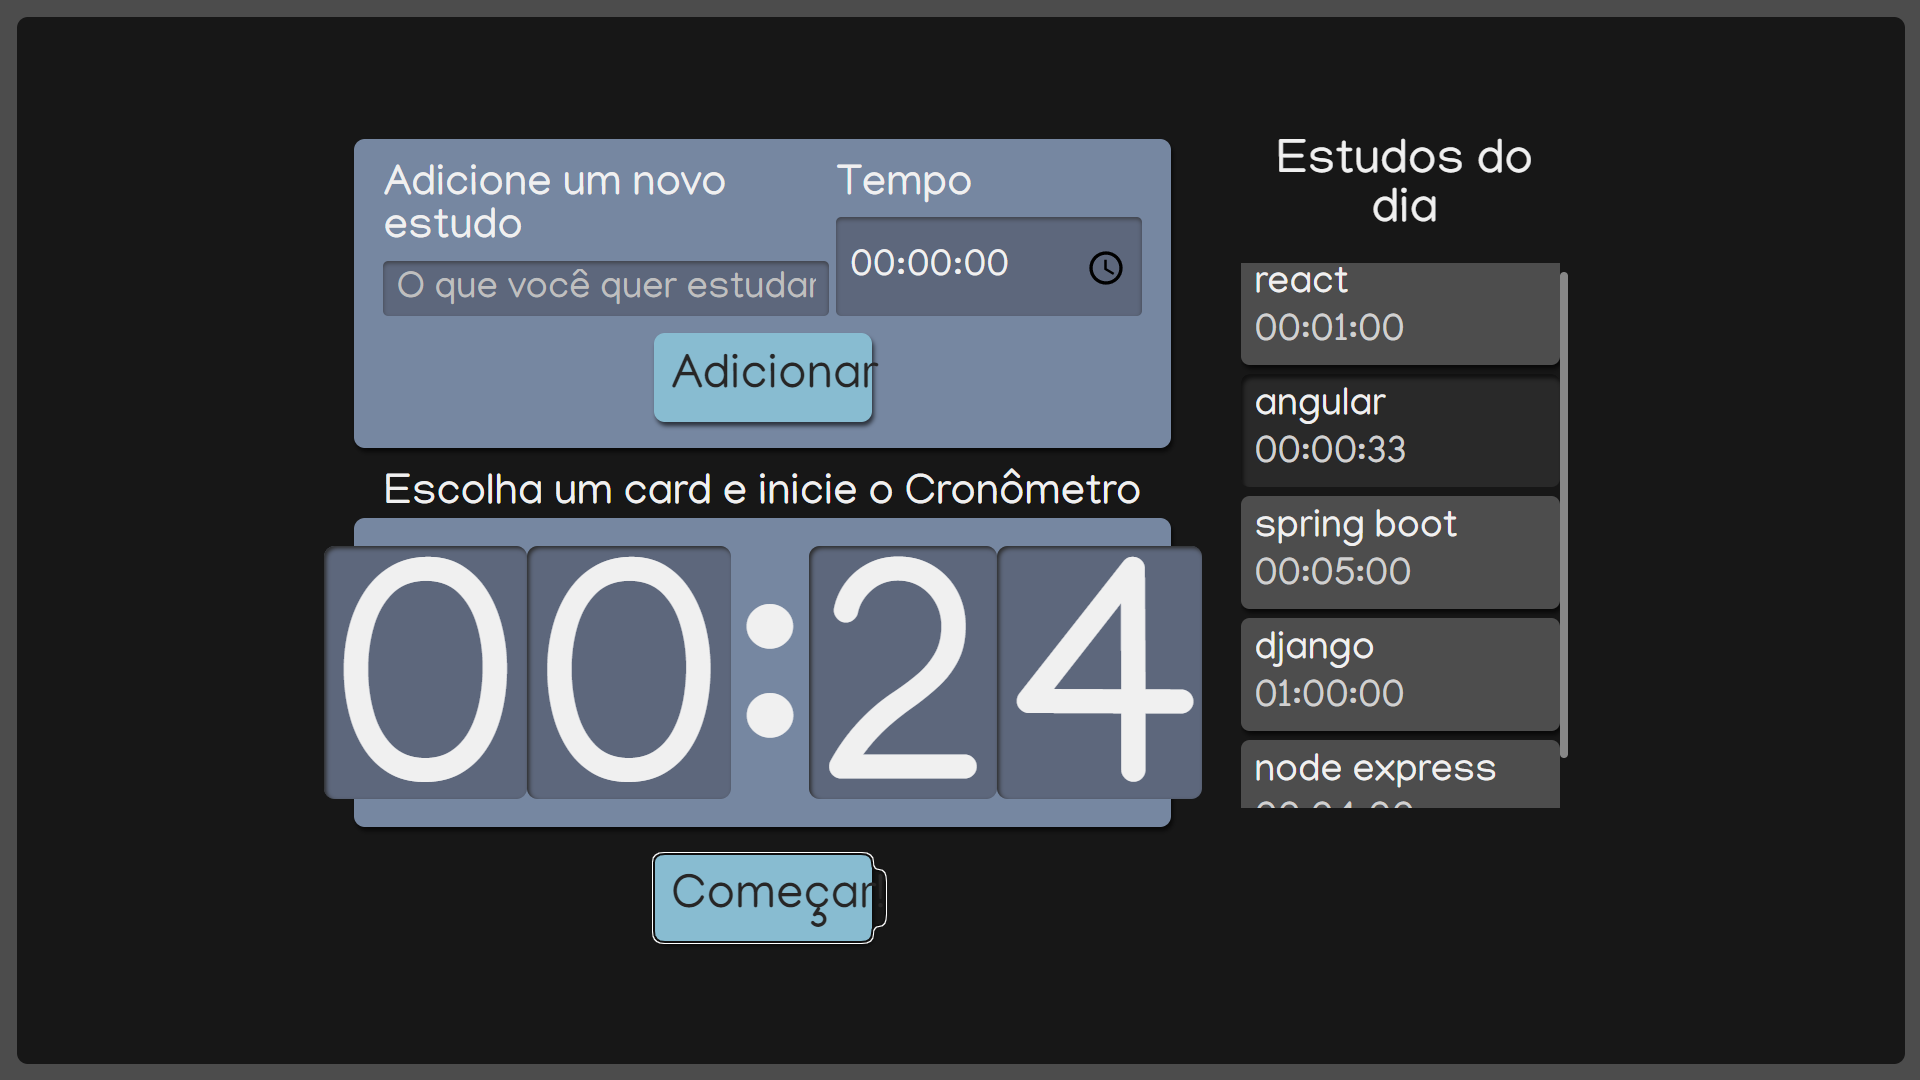 Adicione um novo
estudo
O que você quer estudar
Tempo
00:00:00
Adicionar
Escolha um card e inicie o Cronômetro
00:24
Começar!
Estudos do
dia
react
00:01:00
angular
00:00:33
spring boot
00:05:00
django
01:00:00
node express